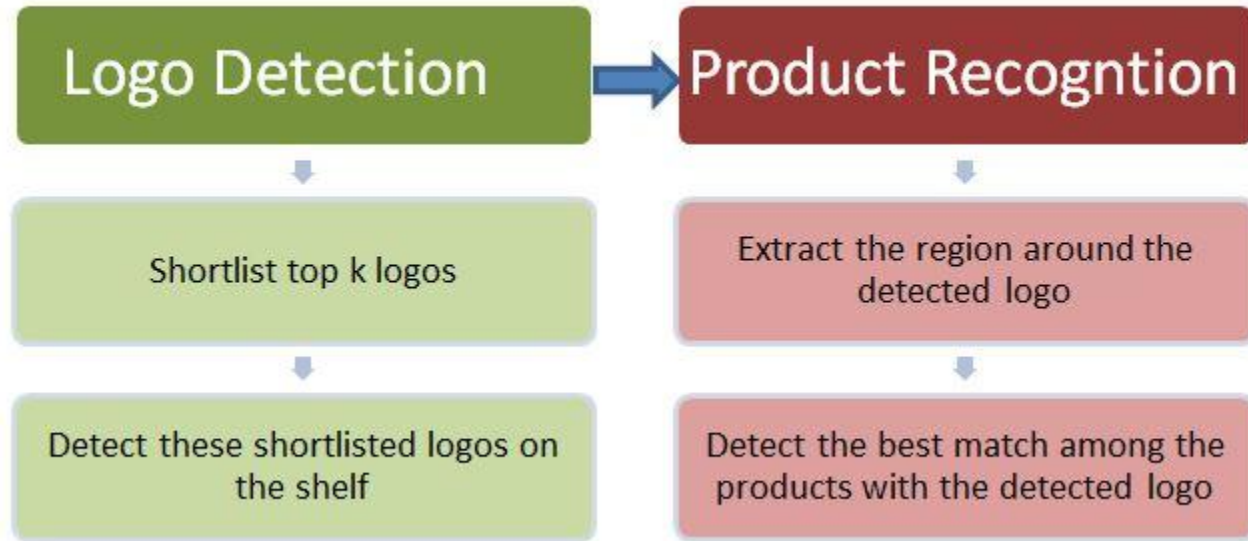 Logo Detection
Product Recogntion
Shortlist top k logos
Extract the region around the
detected logo
Detect these shortlisted logos on
the shelf
Detect the best match among the
products with the detected logo